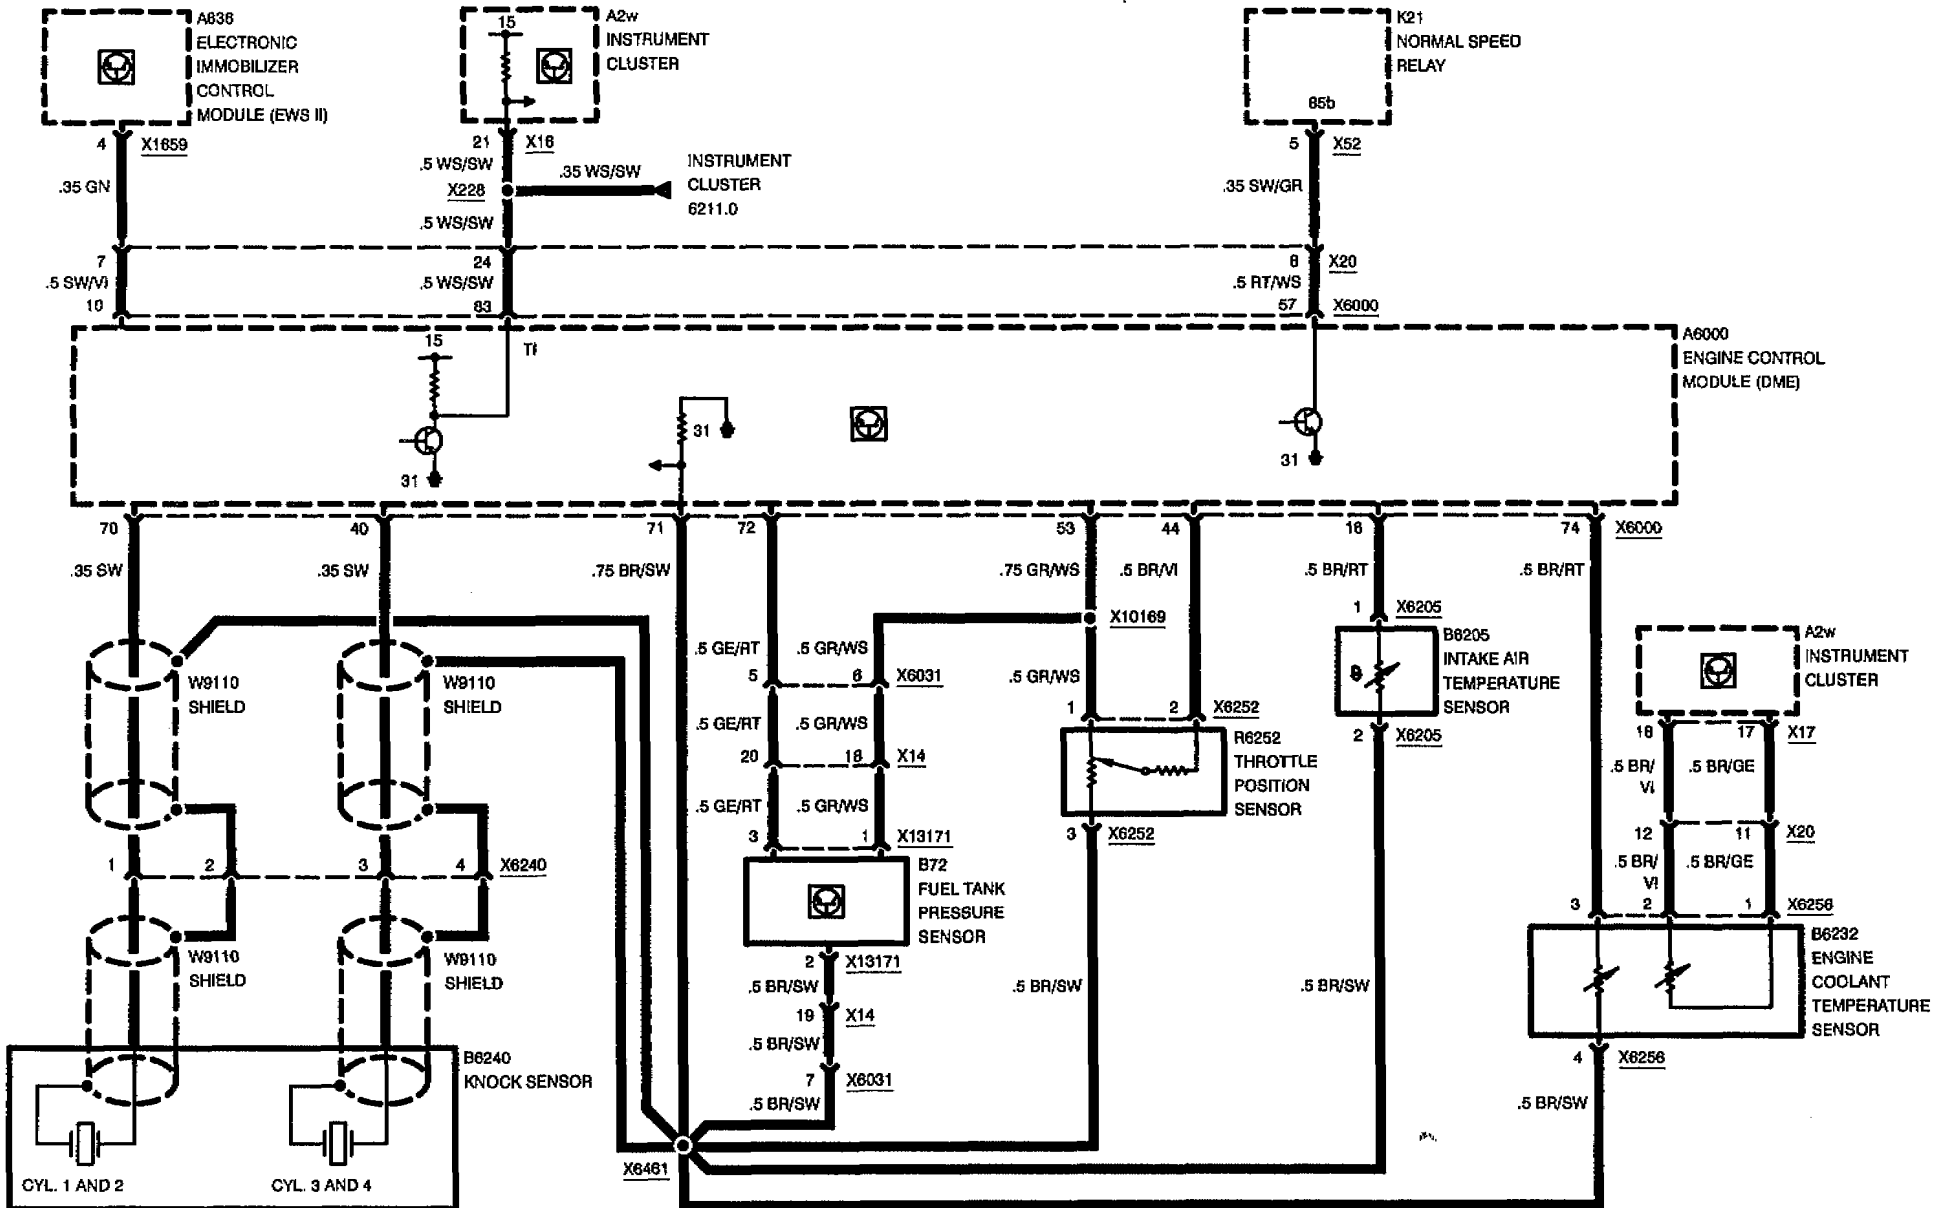 A836
ELECTRONIC
IMMOBILIZER
CONTROL
MODULE (EWS II)
15
A2w
INSTRUMENT
CLUSTER
K21
NORMAL SPEED
RELAY
85b
4 X1659
21 X16
5 X52
.35 GN
.5 WS/SW
.35 WS/SW
X228
INSTRUMENT
CLUSTER
6211.0
.35 SW/GR
.5 WS/SW
7
24
8 X20
.5 SW/VI
.5 WS/SW
.5 RT/WS
10
83
57 X6000
15
TI
A6000
ENGINE CONTROL
MODULE (DME)
31
31
31
70
40
71
72
53
44
16
74
X6000
.35 SW
.35 SW
.75 BR/SW
.75 GR/WS
.5 BR/VI
.5 BR/RT
.5 BR/RT
X10169
1 X6205
.5 GE/RT
.5 GR/WS
.5 GR/WS
B6205
INTAKE AIR
TEMPERATURE
SENSOR
A2w
INSTRUMENT
CLUSTER
5
6
X6031
W9110
SHIELD
W9110
SHIELD
1
2
X6252
2 X6205
18
17
X17
.5 GE/RT
.5 GR/WS
R6252
THROTTLE
POSITION
SENSOR
20
18
X14
.5 BR/
VI
.5 BR/GE
.5 GE/RT
.5 GR/WS
3 X6252
12
11
X20
3
1
X13171
.5 BR/
VI
.5 BR/GE
1
2
3
4
X6240
B72
FUEL TANK
PRESSURE
SENSOR
3
2
1
X6256
W9110
SHIELD
W9110
SHIELD
2 X13171
B6232
ENGINE
COOLANT
TEMPERATURE
SENSOR
.5 BR/SW
.5 BR/SW
.5 BR/SW
19 X14
.5 BR/SW
4 X6256
B6240
KNOCK SENSOR
7 X6031
.5 BR/SW
.5 BR/SW
X6461
CYL. 1 AND 2
CYL. 3 AND 4